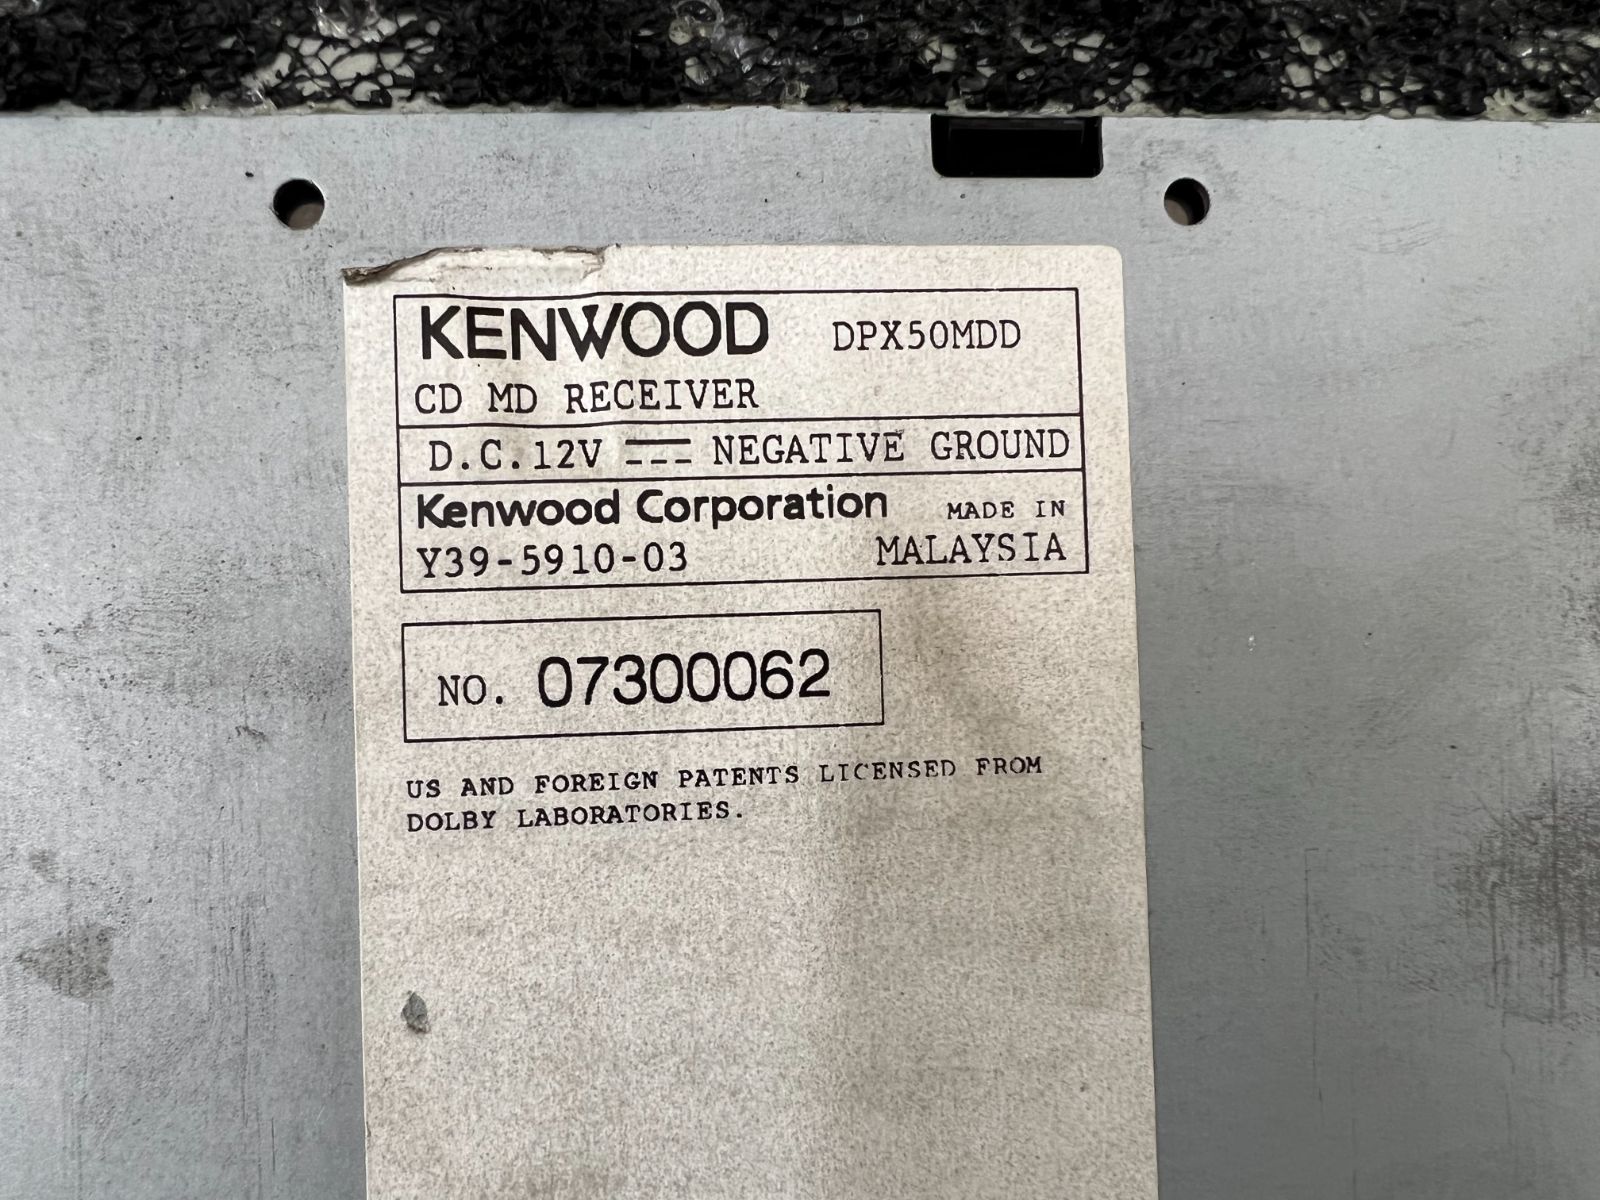 KENWOOD DPX50MDD
CD MD RECEIVER
D.C.12V NEGATIVE GROUND
Kenwood Corporation MADE IN
Y39-5910-03 MALAYSIA
NO. 07300062
US AND FOREIGN PATENTS LICENSED FROM
DOLBY LABORATORIES.